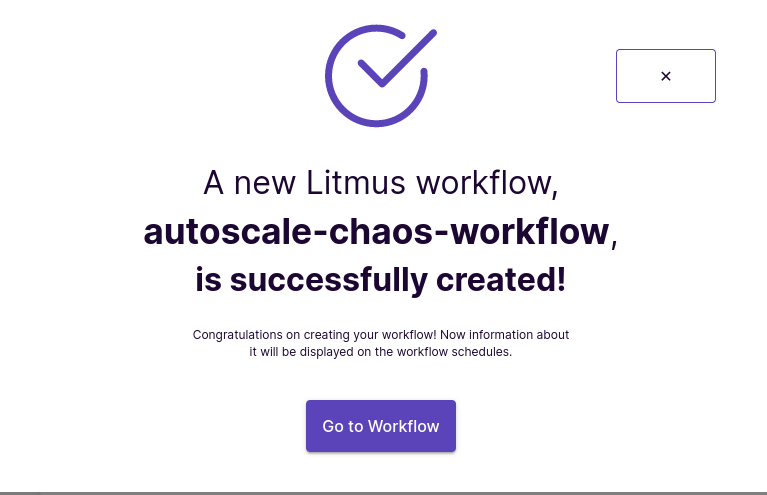 ×
A new Litmus workflow,
autoscale-chaos-workflow,
is successfully created!
Congratulations on creating your workflow! Now information about
it will be displayed on the workflow schedules.
Go to Workflow